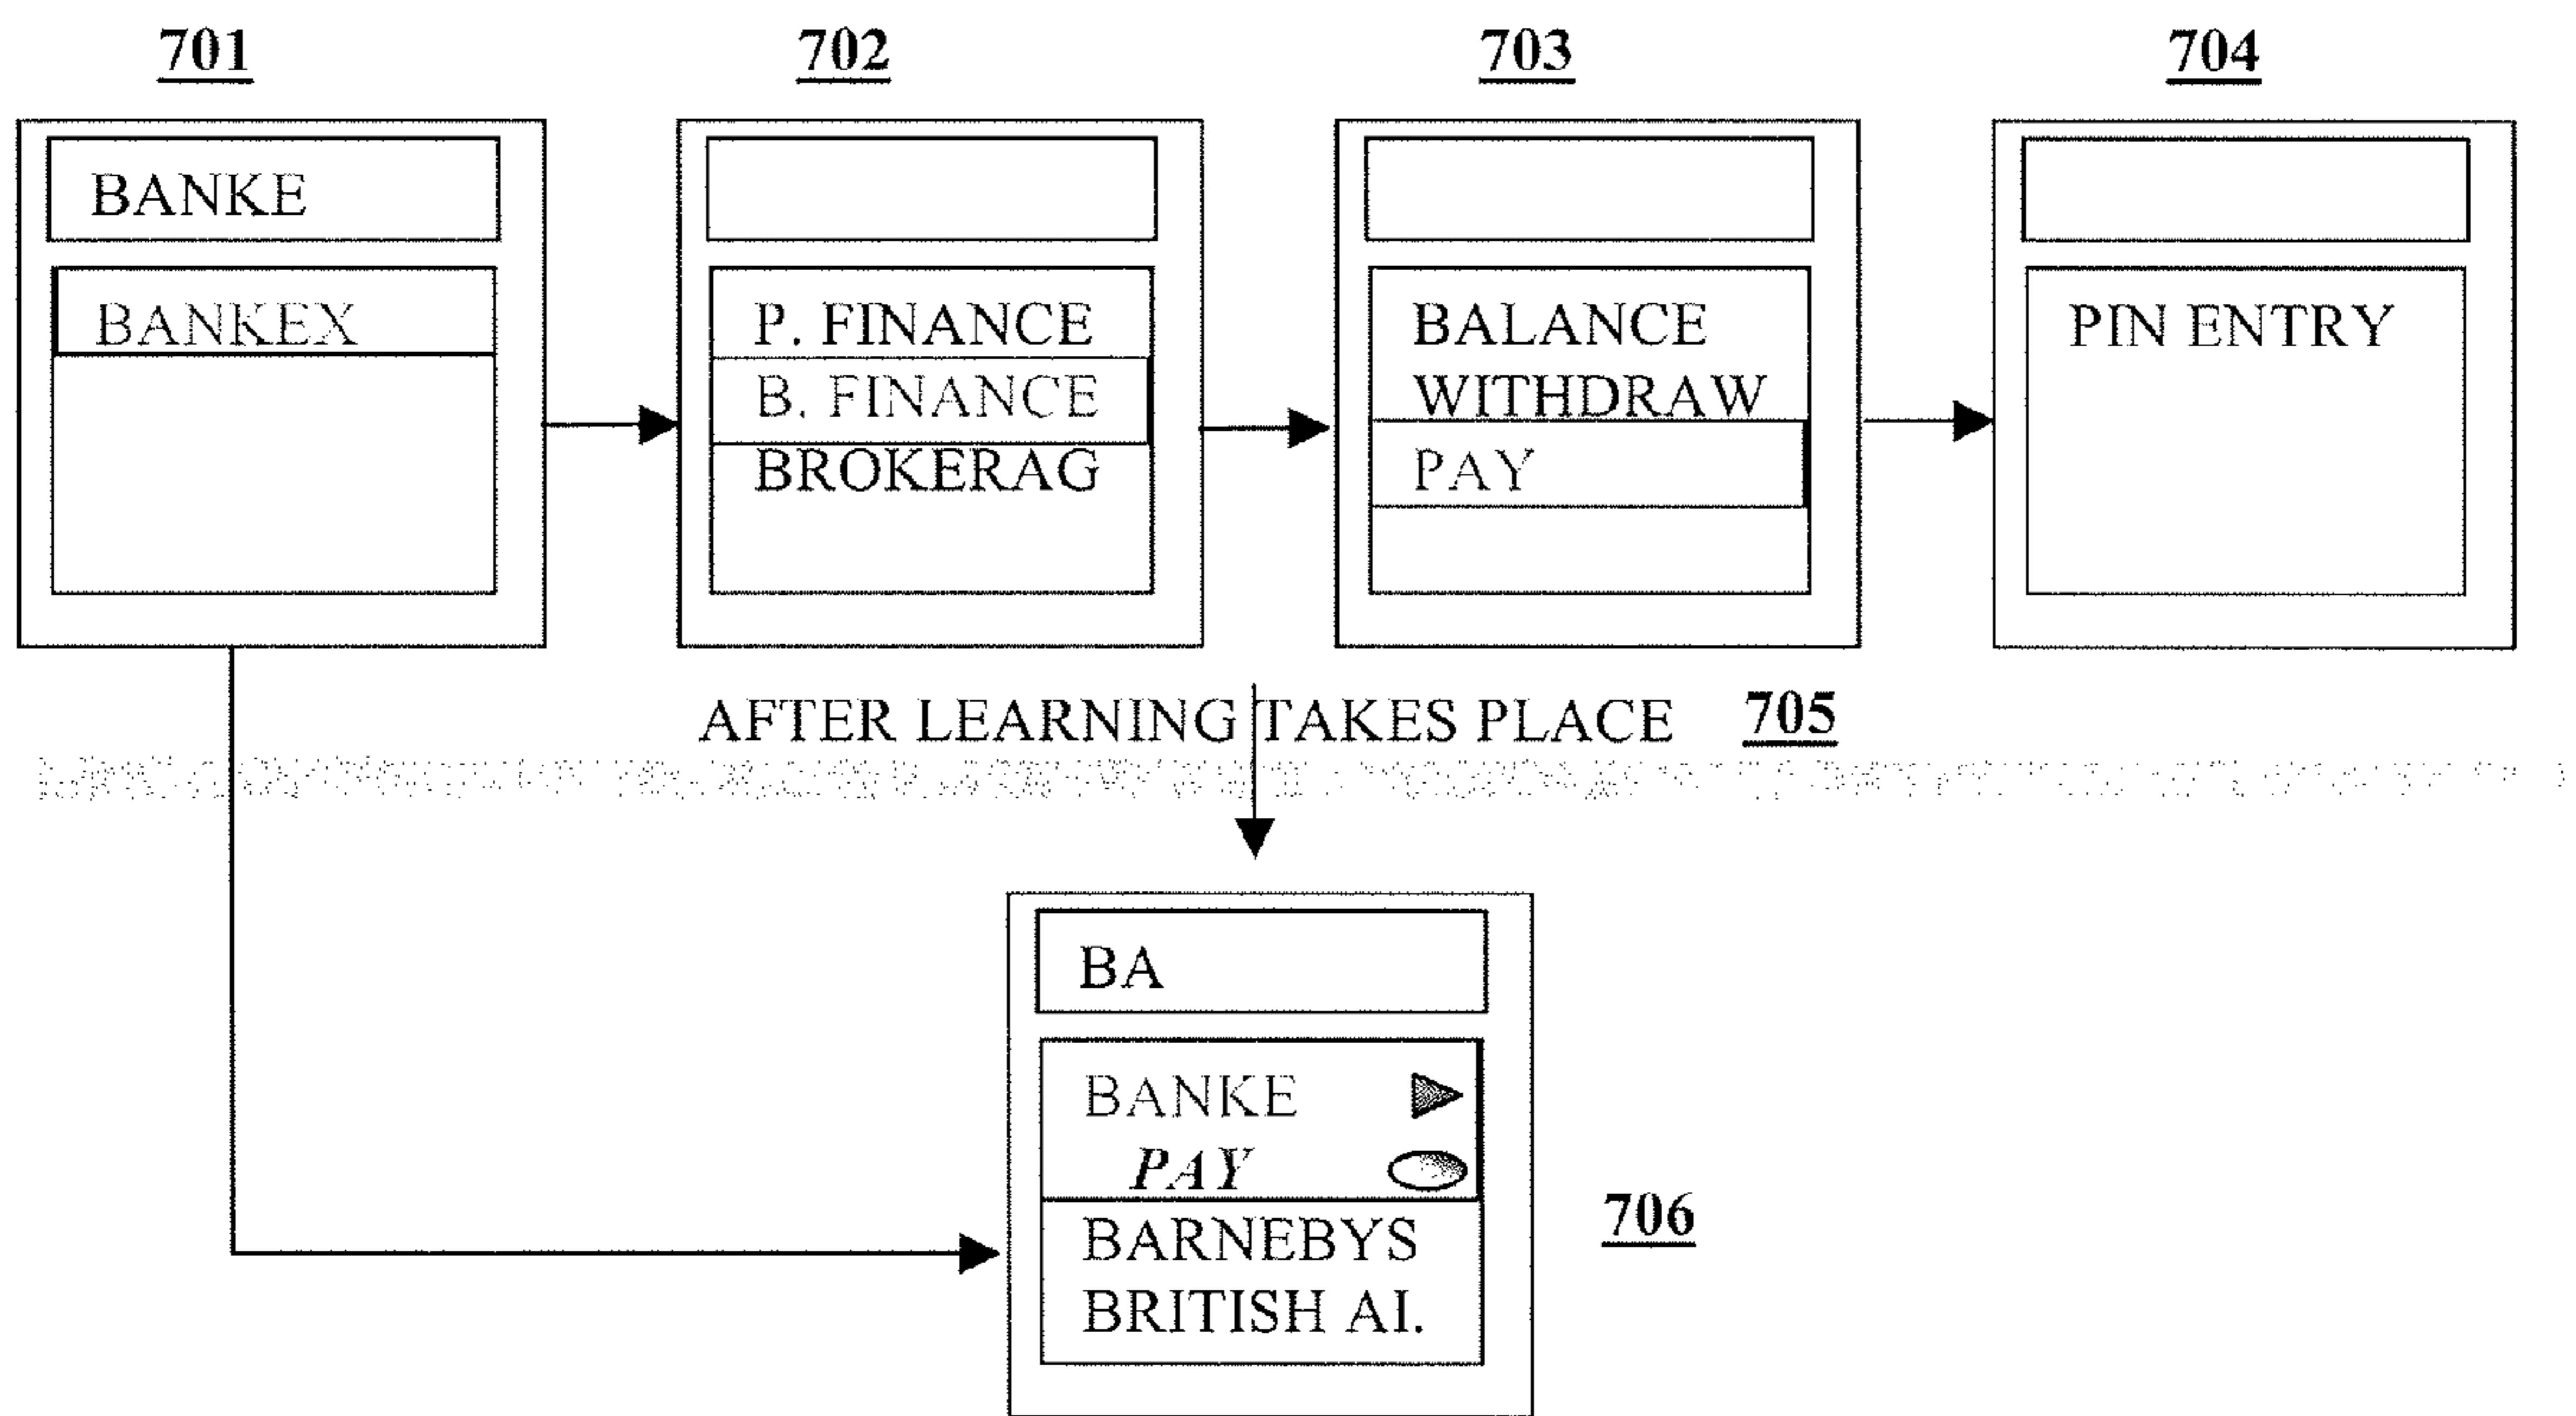 701
702
703
704
BANKE
BANKEX
P. FINANCE
B. FINANCE
BROKERAG
BALANCE
WITHDRAW
PAY
PIN ENTRY
AFTER LEARNING TAKES PLACE 705
BA
BANKE
PAY
BARNEBYS
BRITISH AI.
706